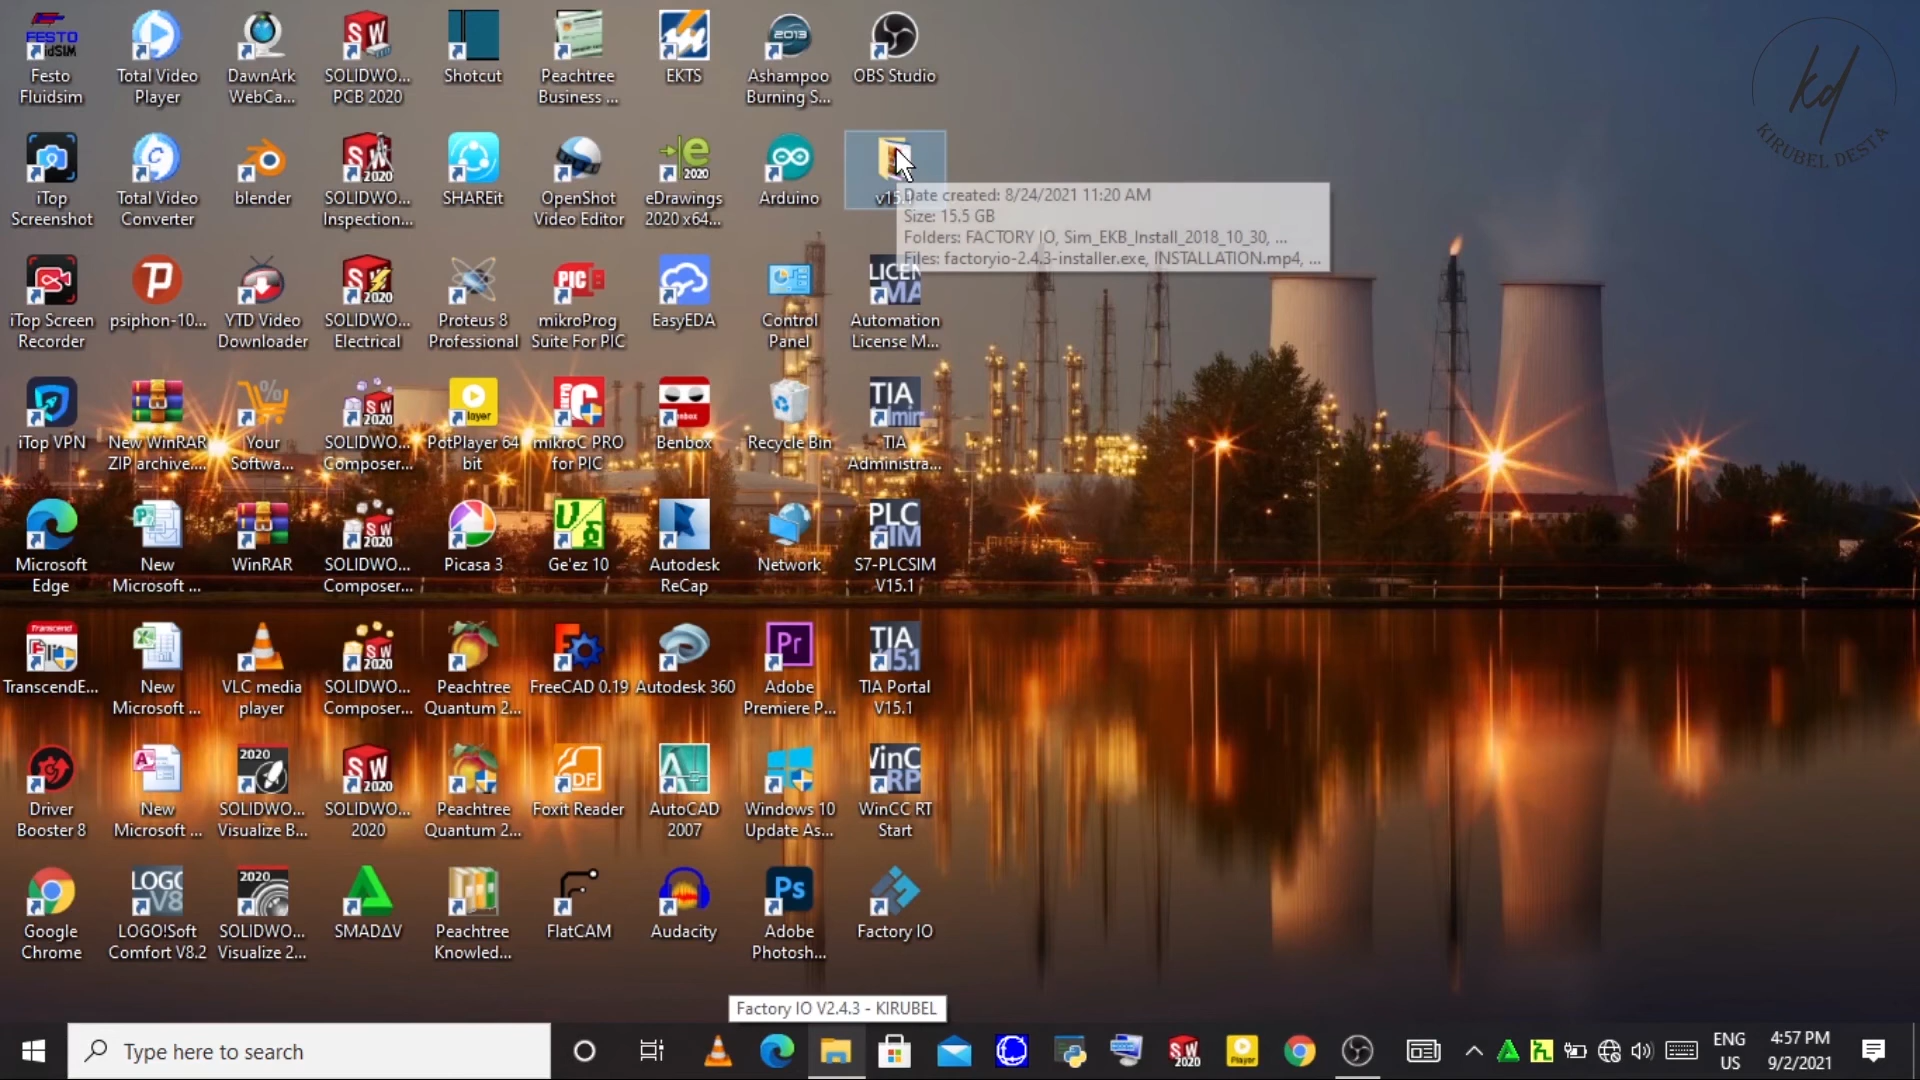 Festo
Fluidsim
Total Video
Player
DawnArk
WebCa...
SOLIDWO...
PCB 2020
Shotcut
Peachtree
Business ...
EKTS
Ashampoo
Burning S...
OBS Studio
kd
KIRUBEL DESTA
iTop
Screenshot
Total Video
Converter
blender
SOLIDWO...
Inspection...
SHAREit
OpenShot
Video Editor
eDrawings
2020 x64...
Arduino
v15.1
Date created: 8/24/2021 11:20 AM
Size: 15.5 GB
Folders: FACTORY IO, Sim_EKB_Install_2018_10_30, ...
Files: factoryio-2.4.3-installer.exe, INSTALLATION.mp4, ...
iTop Screen
Recorder
psiphon-10...
YTD Video
Downloader
SOLIDWO...
Electrical
Proteus 8
Professional
mikroProg
Suite For PIC
EasyEDA
Control
Panel
Automation
License M...
iTop VPN
New WinRAR
ZIP archive....
Your
Softwa...
SOLIDWO...
Composer...
PotPlayer 64
bit
mikroC PRO
for PIC
Benbox
Recycle Bin
TIA
Administra...
Microsoft
Edge
New
Microsoft ...
WinRAR
SOLIDWO...
Composer...
Picasa 3
Ge'ez 10
Autodesk
ReCap
Network
S7-PLCSIM
V15.1
TranscendE...
New
Microsoft ...
VLC media
player
SOLIDWO...
Composer...
Peachtree
Quantum 2...
FreeCAD 0.19
Autodesk 360
Adobe
Premiere P...
TIA Portal
V15.1
Driver
Booster 8
New
Microsoft ...
SOLIDWO...
Visualize B...
SOLIDWO...
2020
Peachtree
Quantum 2...
Foxit Reader
AutoCAD
2007
Windows 10
Update As...
WinCC RT
Start
Google
Chrome
LOGO!Soft
Comfort V8.2
SOLIDWO...
Visualize 2...
SMADΔV
Peachtree
Knowled...
FlatCAM
Audacity
Adobe
Photosh...
Factory IO
Factory IO V2.4.3 - KIRUBEL
Type here to search
ENG
US
4:57 PM
9/2/2021